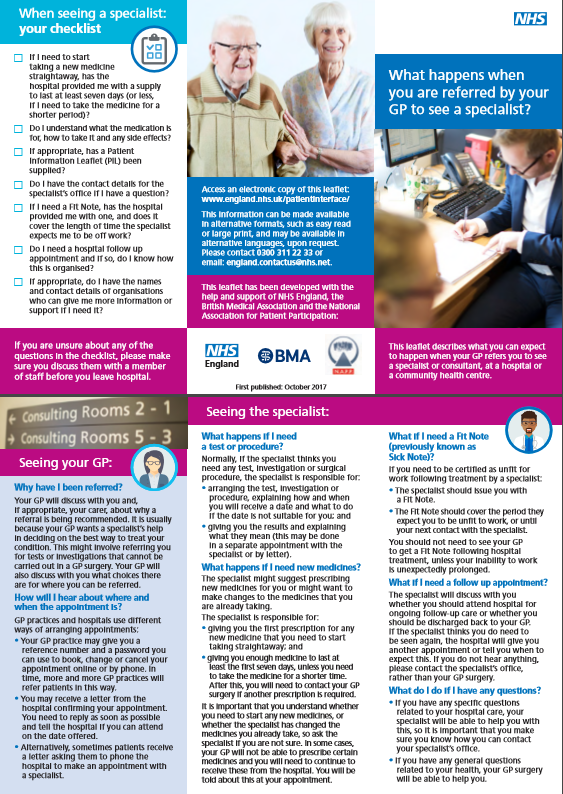 When seeing a specialist:
your checklist
If I need to start
taking a new medicine
straightaway, has the
hospital provided me with a supply
to last at least seven days (or less,
if I need to take the medicine for a
shorter period)?
Do I understand what the medication is
for, how to take it and any side effects?
If appropriate, has a Patient
Information Leaflet (PIL) been
supplied?
Do I have the contact details for the
specialist's office if I have a question?
If I need a Fit Note, has the hospital
provided me with one, and does it
cover the length of time the specialist
expects me to be off work?
Do I need a hospital follow up
appointment and if so, do I know how
this is organised?
If appropriate, do I have the names
and contact details of organisations
who can give me more information or
support if I need it?
If you are unsure about any of the
questions in the checklist, please make
sure you discuss them with a member
of staff before you leave hospital.
Access an electronic copy of this leaflet:
www.england.nhs.uk/patientinterface/
This information can be made available
in alternative formats, such as easy read
or large print, and may be available in
alternative languages, upon request.
Please contact 0300 311 22 33 or
email: england.contactus@nhs.net.
This leaflet has been developed with the
help and support of NHS England, the
British Medical Association and the National
Association for Patient Participation:
NHS
England
BMA
N.A.P.P.
First published: October 2017
NHS
What happens when
you are referred by your
GP to see a specialist?
This leaflet describes what you can expect
to happen when your GP refers you to see
a specialist or consultant, at a hospital or
a community health centre.
Consulting Rooms 2 - 1
Consulting Rooms 5 - 3
Seeing your GP:
Why have I been referred?
Your GP will discuss with you and,
if appropriate, your carer, about why a
referral is being recommended. It is usually
because your GP wants a specialist's help
in deciding on the best way to treat your
condition. This might involve referring you
for tests or investigations that cannot be
carried out in a GP surgery. Your GP will
also discuss with you what choices there
are for where you can be referred.
How will I hear about where and
when the appointment is?
GP practices and hospitals use different
ways of arranging appointments:
• Your GP practice may give you a
reference number and a password you
can use to book, change or cancel your
appointment online or by phone. In
time, more and more GP practices will
refer patients in this way.
• You may receive a letter from the
hospital confirming your appointment.
You need to reply as soon as possible
and tell the hospital if you can attend
on the date offered.
• Alternatively, sometimes patients receive
a letter asking them to phone the
hospital to make an appointment with
a specialist.
Seeing the specialist:
What happens if I need
a test or procedure?
Normally, if the specialist thinks you
need any test, investigation or surgical
procedure, the specialist is responsible for:
• arranging the test, investigation or
procedure, explaining how and when
you will receive a date and what to do
if the date is not suitable for you; and
• giving you the results and explaining
what they mean (this may be done
in a separate appointment with the
specialist or by letter).
What happens if I need new medicines?
The specialist might suggest prescribing
new medicines for you or might want to
make changes to the medicines that you
are already taking.
The specialist is responsible for:
• giving you the first prescription for any
new medicine that you need to start
taking straightaway; and
• giving you enough medicine to last at
least the first seven days, unless you need
to take the medicine for a shorter time.
After this, you will need to contact your GP
surgery if another prescription is required.
It is important that you understand whether
you need to start any new medicines, or
whether the specialist has changed the
medicines you already take, so ask the
specialist if you are not sure. In some cases,
your GP will not be able to prescribe certain
medicines and you will need to continue to
receive these from the hospital. You will be
told about this at your appointment.
What if I need a Fit Note
(previously known as
Sick Note)?
If you need to be certified as unfit for
work following treatment by a specialist:
• The specialist should issue you with
a Fit Note.
• The Fit Note should cover the period they
expect you to be unfit to work, or until
your next contact with the specialist.
You should not need to see your GP
to get a Fit Note following hospital
treatment, unless your inability to work
is unexpectedly prolonged.
What if I need a follow up appointment?
The specialist will discuss with you
whether you should attend hospital for
ongoing follow-up care or whether you
should be discharged back to your GP.
If the specialist thinks you do need to
be seen again, the hospital will give you
another appointment or tell you when to
expect this. If you do not hear anything,
please contact the specialist's office,
rather than your GP surgery.
What do I do if I have any questions?
• If you have any specific questions
related to your hospital care, your
specialist will be able to help you with
this, so it is important that you make
sure you know how you can contact
your specialist's office.
• If you have any general questions
related to your health, your GP surgery
will be able to help you.